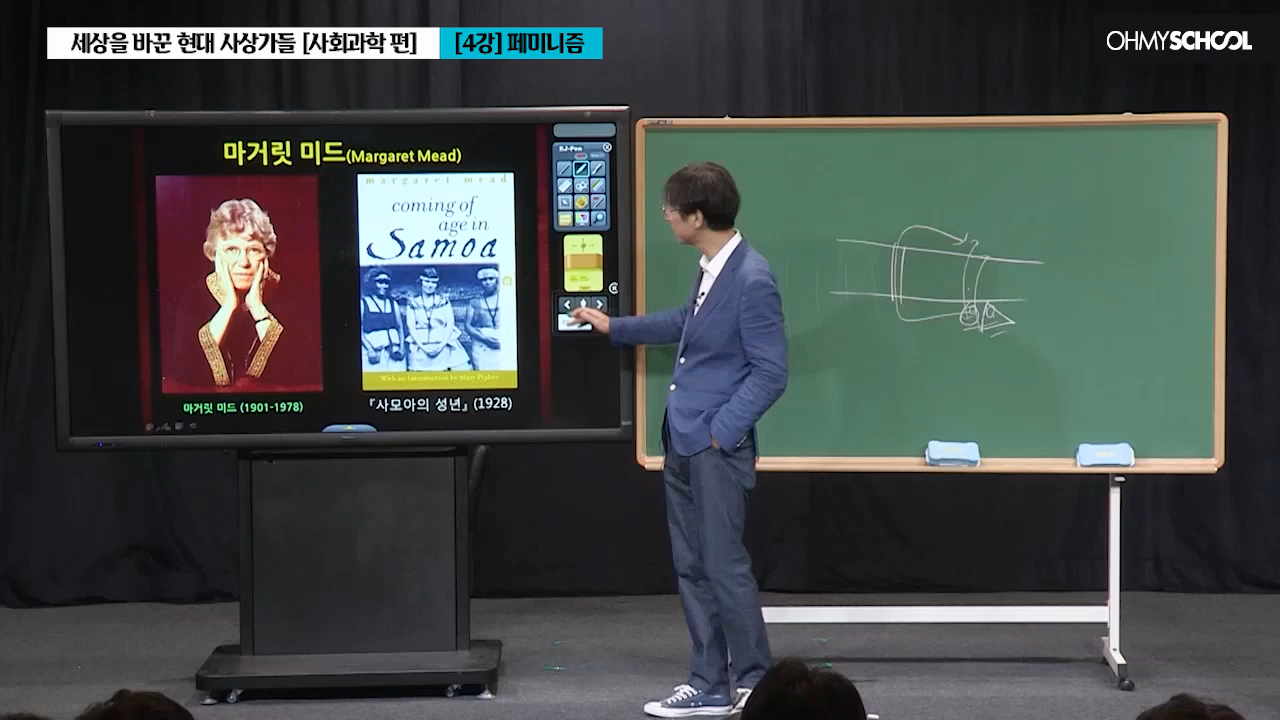 세상을 바꾼 현대 사상가들 [사회과학 편] [4강] 페미니즘
OHMYSCHOOL
마거릿 미드(Margaret Mead)
margaret mead
coming of
age in
Samoa
With an Introduction by Mary Pipher
마거릿 미드 (1901-1978)
『사모아의 성년』 (1928)